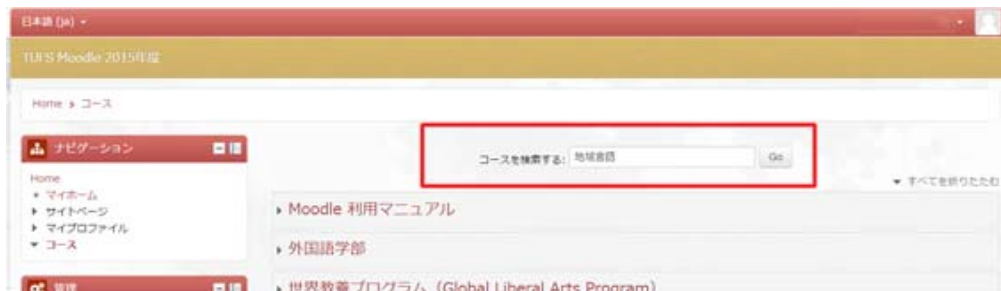 日本語 (ja)
TUFS Moodle 2015年度
Home コース
ナビゲーション
Home
マイホーム
サイトページ
マイプロファイル
コース
管理
コースを検索する: 地域言語 Go
すべてを折りたたむ
Moodle 利用マニュアル
外国語学部
世界教養プログラム（Global Liberal Arts Program）